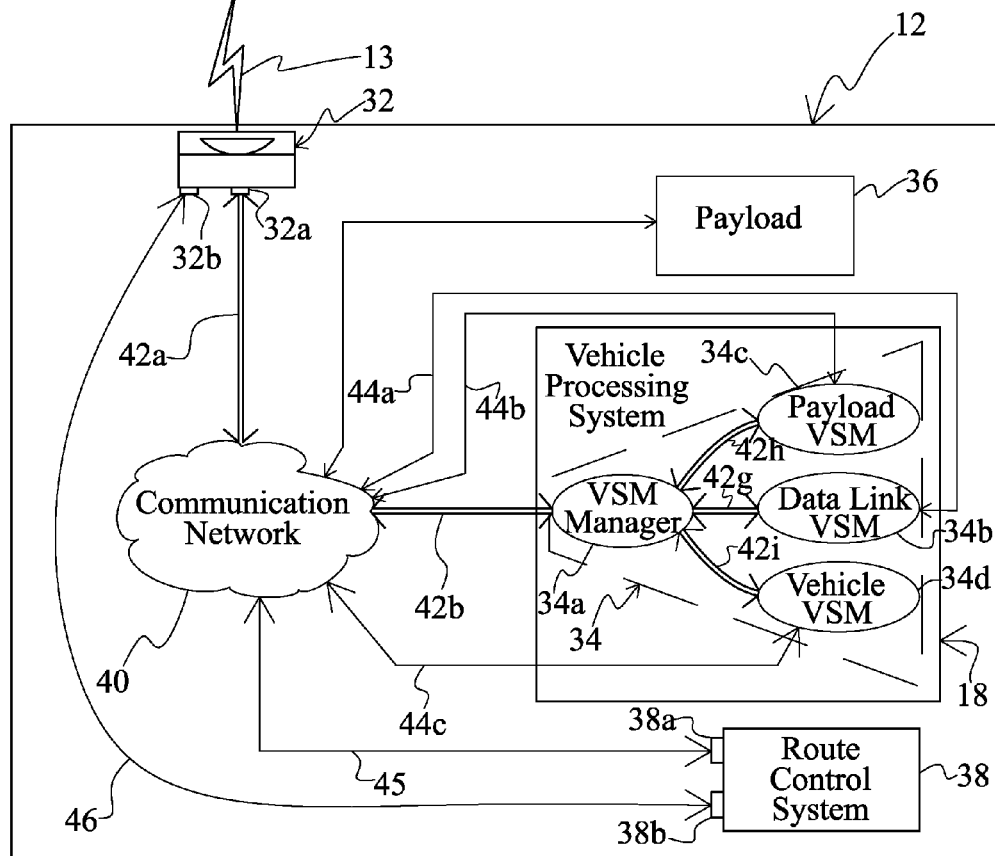 12
13
32
36
Payload
32a
32b
42a
44a
44b
Vehicle
Processing
System
34c
Payload
VSM
42h
Communication
Network
VSM
Manager
42g
Data Link
VSM
34b
42i
42b
34a
34
Vehicle
VSM
34d
40
44c
18
38a
45
Route
Control
System
38
46
38b